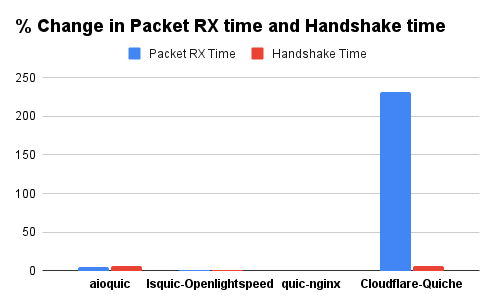 % Change in Packet RX time and Handshake time
Packet RX Time Handshake Time
250
200
150
100
50
0
aioquic lsquic-Openlightspeed quic-nginx Cloudflare-Quiche